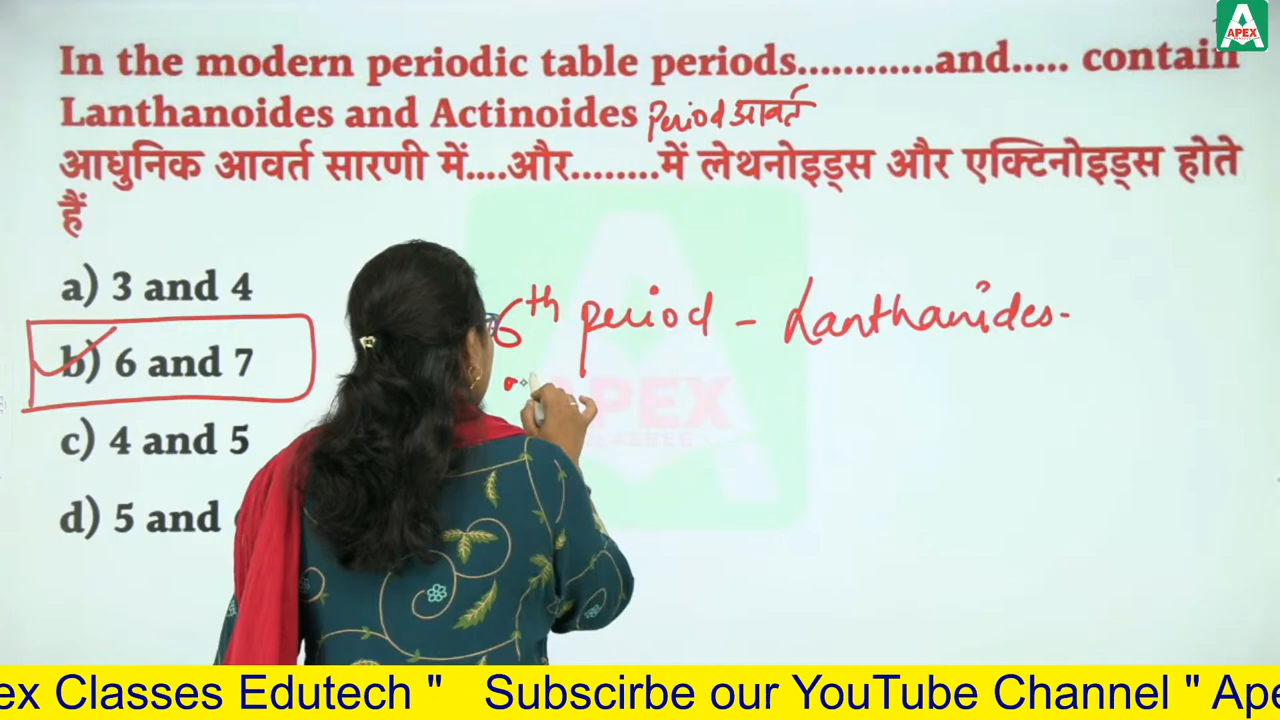 In the modern periodic table periods............and..... contain
Lanthanoides and Actinoides Period आवर्त
आधुनिक आवर्त सारणी में....और........में लेथनोइड्स और एक्टिनोइड्स होते
हैं
a) 3 and 4
6th period - Lanthanides.
b) 6 and 7
c) 4 and 5
d) 5 and
APEX
APEX
CLASSES
ex Classes Edutech " Subscirbe our YouTube Channel " Ape